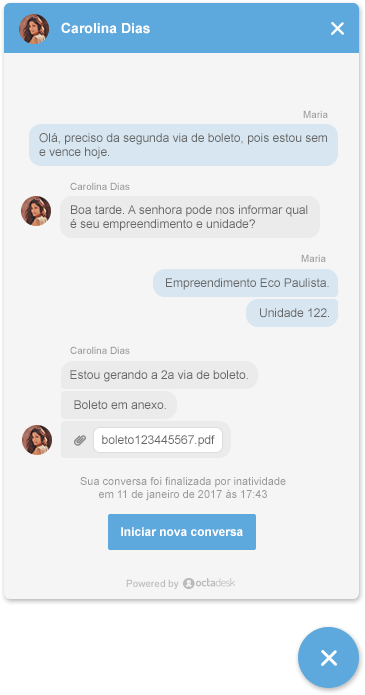 Carolina Dias
Maria
Olá, preciso da segunda via de boleto, pois estou sem
e vence hoje.
Carolina Dias
Boa tarde. A senhora pode nos informar qual
é seu empreendimento e unidade?
Maria
Empreendimento Eco Paulista.
Unidade 122.
Carolina Dias
Estou gerando a 2a via de boleto.
Boleto em anexo.
boleto123445567.pdf
Sua conversa foi finalizada por inatividade
em 11 de janeiro de 2017 ás 17:43
Iniciar nova conversa
Powered by octadesk